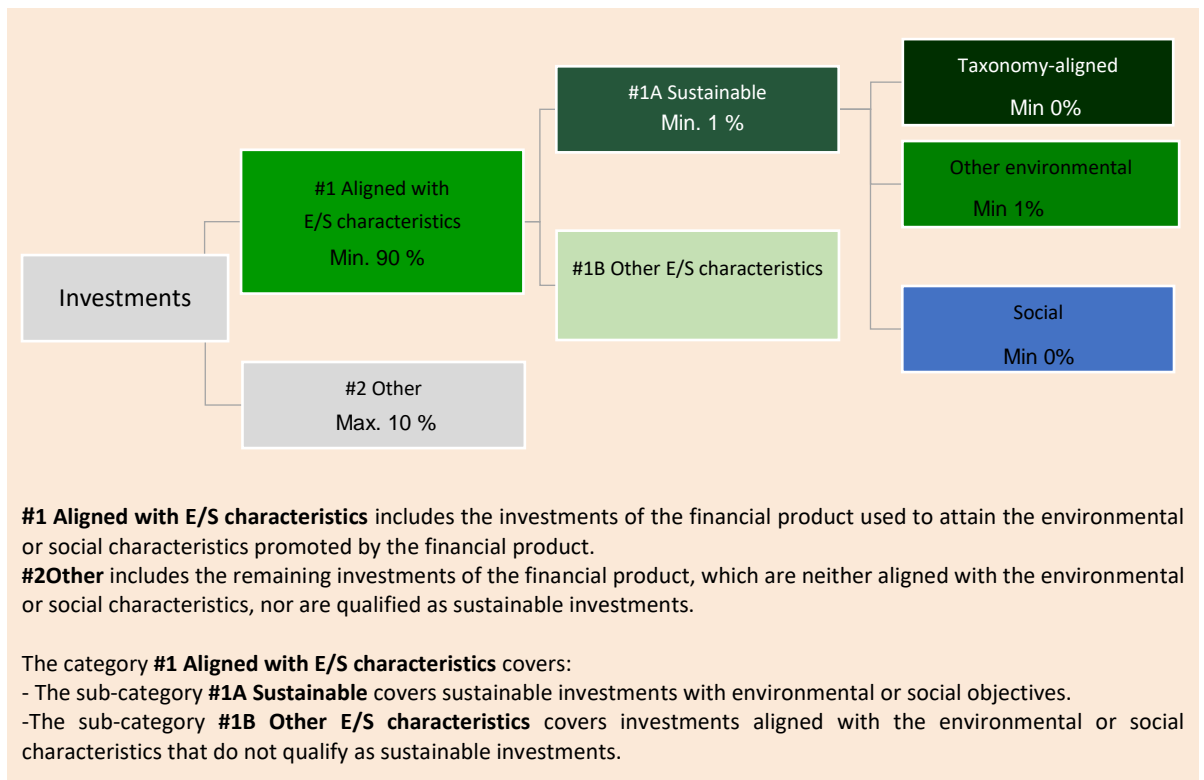 Taxonomy-aligned
Min 0%
#1A Sustainable
Min. 1 %
Other environmental
Min 1%
#1 Aligned with
E/S characteristics
Min. 90 %
#1B Other E/S characteristics
Investments
Social
Min 0%
#2 Other
Max. 10 %
#1 Aligned with E/S characteristics includes the investments of the financial product used to attain the environmental
or social characteristics promoted by the financial product.
#2Other includes the remaining investments of the financial product, which are neither aligned with the environmental
or social characteristics, nor are qualified as sustainable investments.
The category #1 Aligned with E/S characteristics covers:
- The sub-category #1A Sustainable covers sustainable investments with environmental or social objectives.
-The sub-category #1B Other E/S characteristics covers investments aligned with the environmental or social
characteristics that do not qualify as sustainable investments.